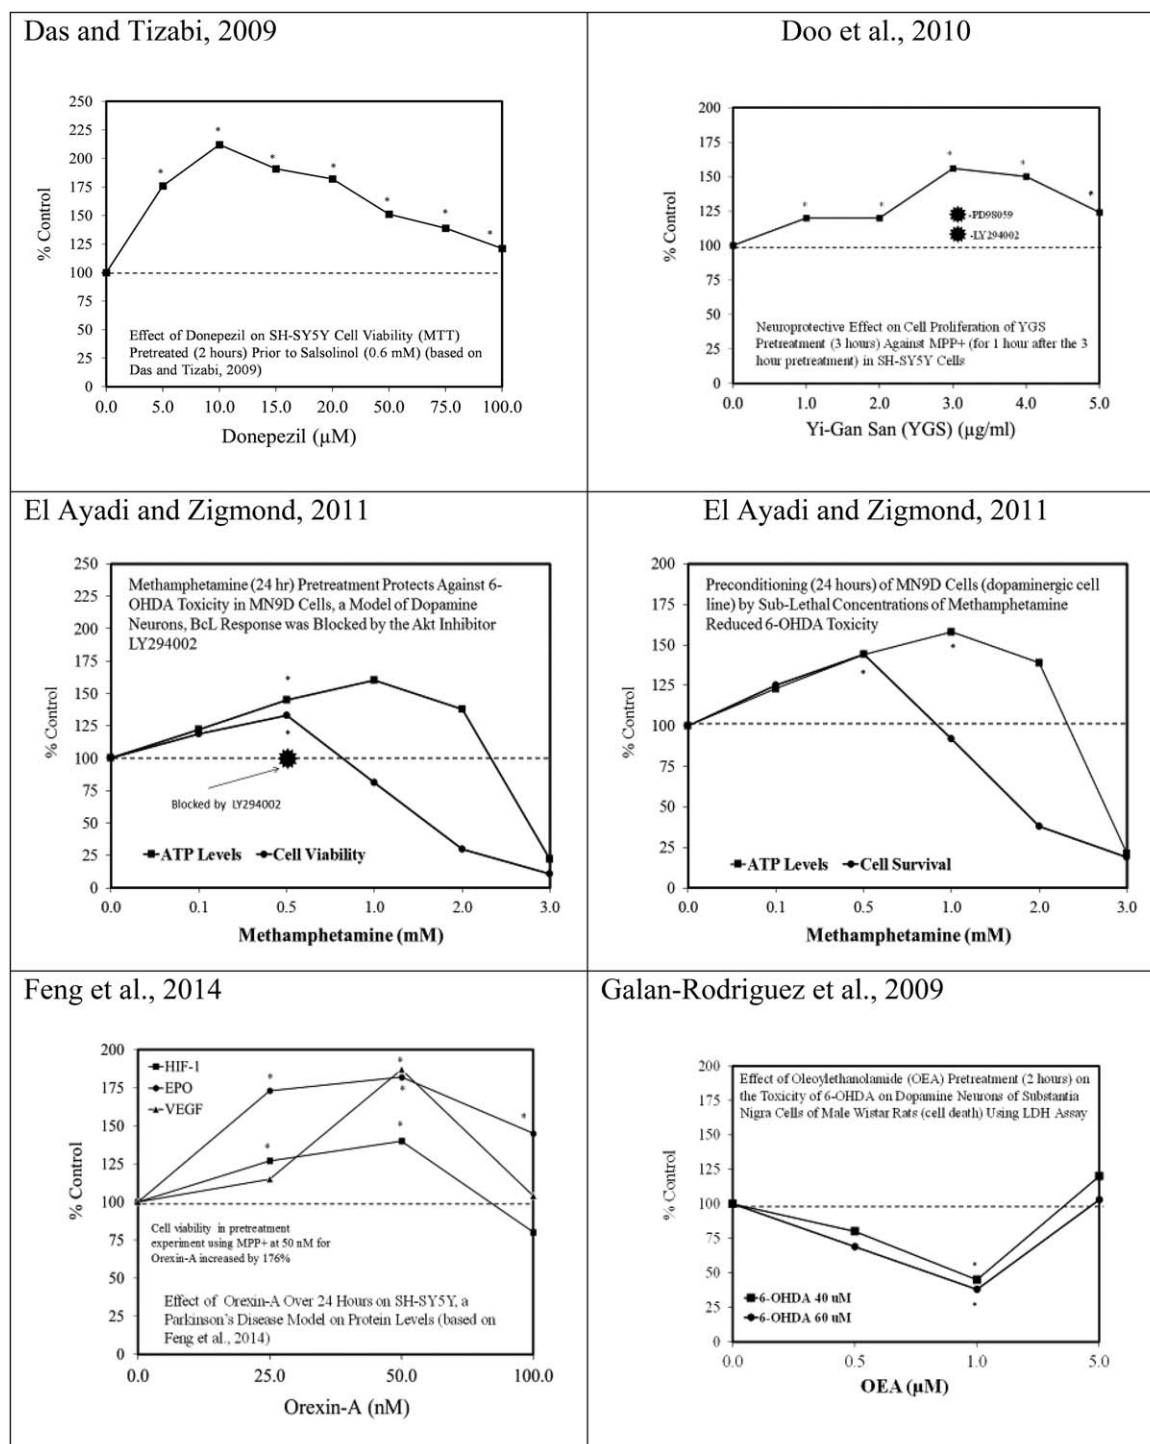 Das and Tizabi, 2009
250
225
200
175
150
125
100
75
50
25
0
% Control
*
*
*
*
*
*
*
Effect of Donepezil on SH-SY5Y Cell Viability (MTT)
Pretreated (2 hours) Prior to Salsolinol (0.6 mM) (based on
Das and Tizabi, 2009)
0.0 5.0 10.0 15.0 20.0 50.0 75.0 100.0
Donepezil (µM)
Doo et al., 2010
200
175
150
125
100
75
50
25
0
% Control
*
*
*
*
*
-PD98059
-LY294002
Neuroprotective Effect on Cell Proliferation of YGS
Pretreatment (3 hours) Against MPP+ (for 1 hour after the 3
hour pretreatment) in SH-SY5Y Cells
0.0 1.0 2.0 3.0 4.0 5.0
Yi-Gan San (YGS) (µg/ml)
El Ayadi and Zigmond, 2011
250
225
200
175
150
125
100
75
50
25
0
% Control
Methamphetamine (24 hr) Pretreatment Protects Against 6-
OHDA Toxicity in MN9D Cells, a Model of Dopamine
Neurons, BcL Response was Blocked by the Akt Inhibitor
LY294002
*
*
Blocked by LY294002
ATP Levels Cell Viability
0.0 0.1 0.5 1.0 2.0 3.0
Methamphetamine (mM)
El Ayadi and Zigmond, 2011
200
175
150
125
100
75
50
25
0
% Control
Preconditioning (24 hours) of MN9D Cells (dopaminergic cell
line) by Sub-Lethal Concentrations of Methamphetamine
Reduced 6-OHDA Toxicity
*
*
ATP Levels Cell Survival
0.0 0.1 0.5 1.0 2.0 3.0
Methamphetamine (mM)
Feng et al., 2014
200
175
150
125
100
75
50
25
0
% Control
HIF-1
EPO
VEGF
*
*
*
*
*
*
Cell viability in pretreatment
experiment using MPP+ at 50 nM for
Orexin-A increased by 176%
Effect of Orexin-A Over 24 Hours on SH-SY5Y, a
Parkinson's Disease Model on Protein Levels (based on
Feng et al., 2014)
0.0 25.0 50.0 100.0
Orexin-A (nM)
Galan-Rodriguez et al., 2009
200
175
150
125
100
75
50
25
0
% Control
Effect of Oleoylethanolamide (OEA) Pretreatment (2 hours) on
the Toxicity of 6-OHDA on Dopamine Neurons of Substantia
Nigra Cells of Male Wistar Rats (cell death) Using LDH Assay
*
*
6-OHDA 40 uM
6-OHDA 60 uM
0.0 0.5 1.0 5.0
OEA (µM)